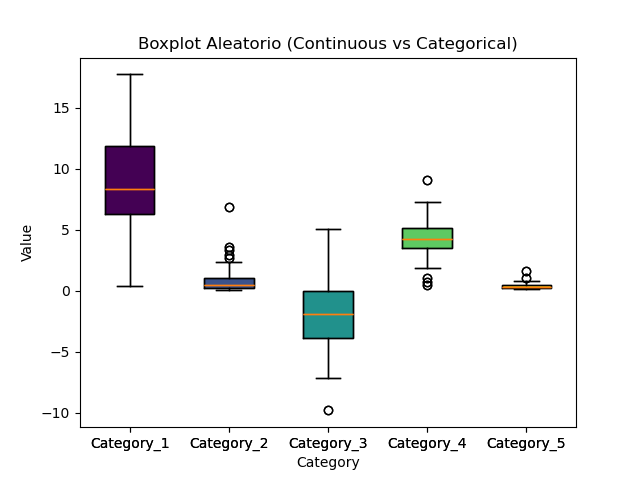 Boxplot Aleatorio (Continuous vs Categorical)
Value
15
10
5
0
−5
−10
Category_1 Category_2 Category_3 Category_4 Category_5
Category